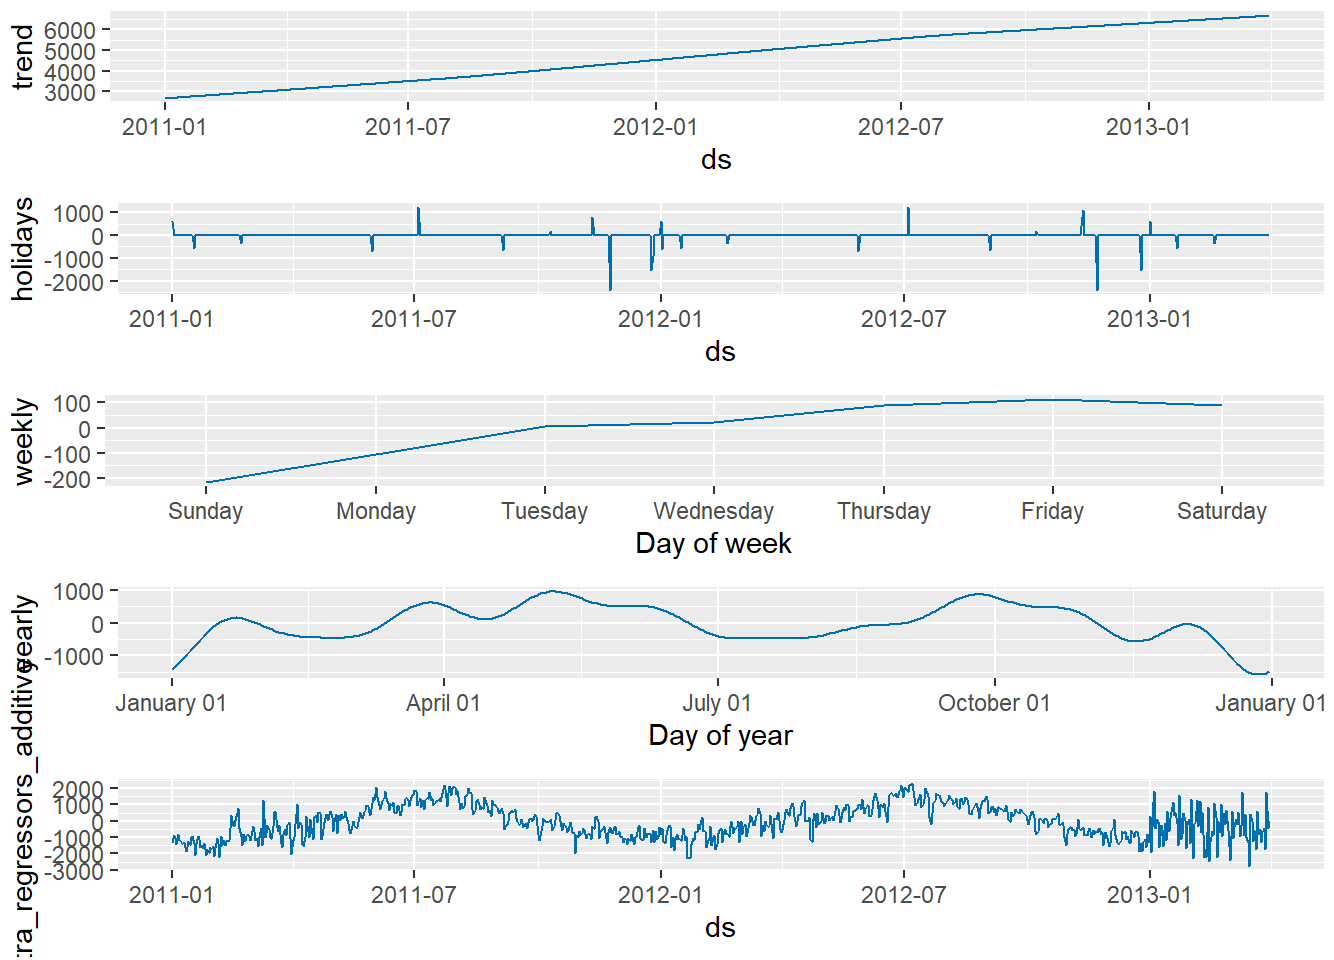 trend
6000
5000
4000
3000
2011-01 2011-07 2012-01 2012-07 2013-01
ds
holidays
1000
0
-1000
-2000
2011-01 2011-07 2012-01 2012-07 2013-01
ds
weekly
100
0
-100
-200
Sunday Monday Tuesday Wednesday Thursday Friday Saturday
Day of week
yearly
1000
0
-1000
January 01 April 01 July 01 October 01 January 01
Day of year
tra_regressors_additive
2000
1000
0
-1000
-2000
-3000
2011-01 2011-07 2012-01 2012-07 2013-01
ds